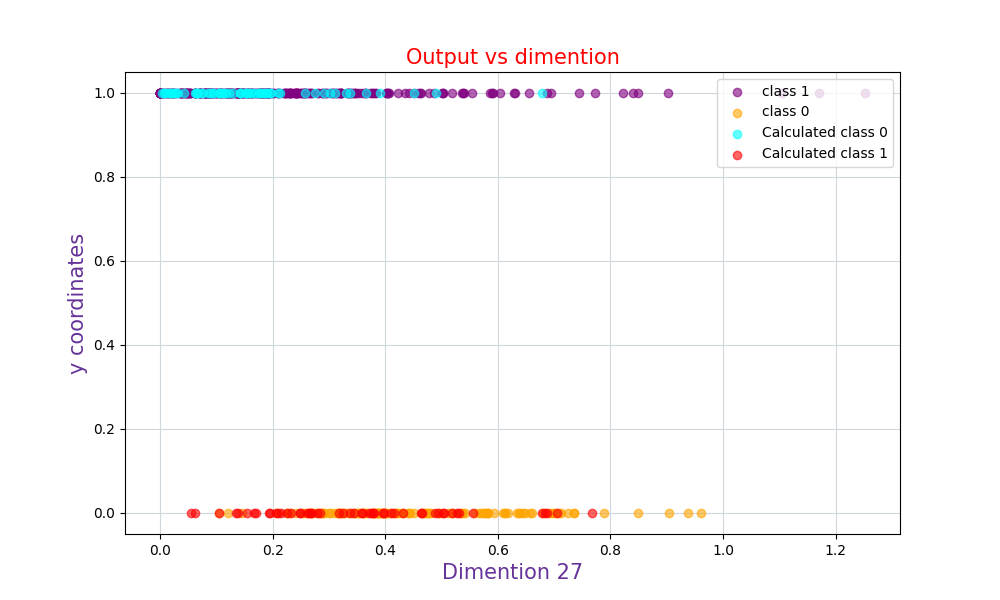 Output vs dimention
class 1
class 0
Calculated class 0
Calculated class 1
y coordinates
1.0
0.8
0.6
0.4
0.2
0.0
0.0 0.2 0.4 0.6 0.8 1.0 1.2
Dimention 27